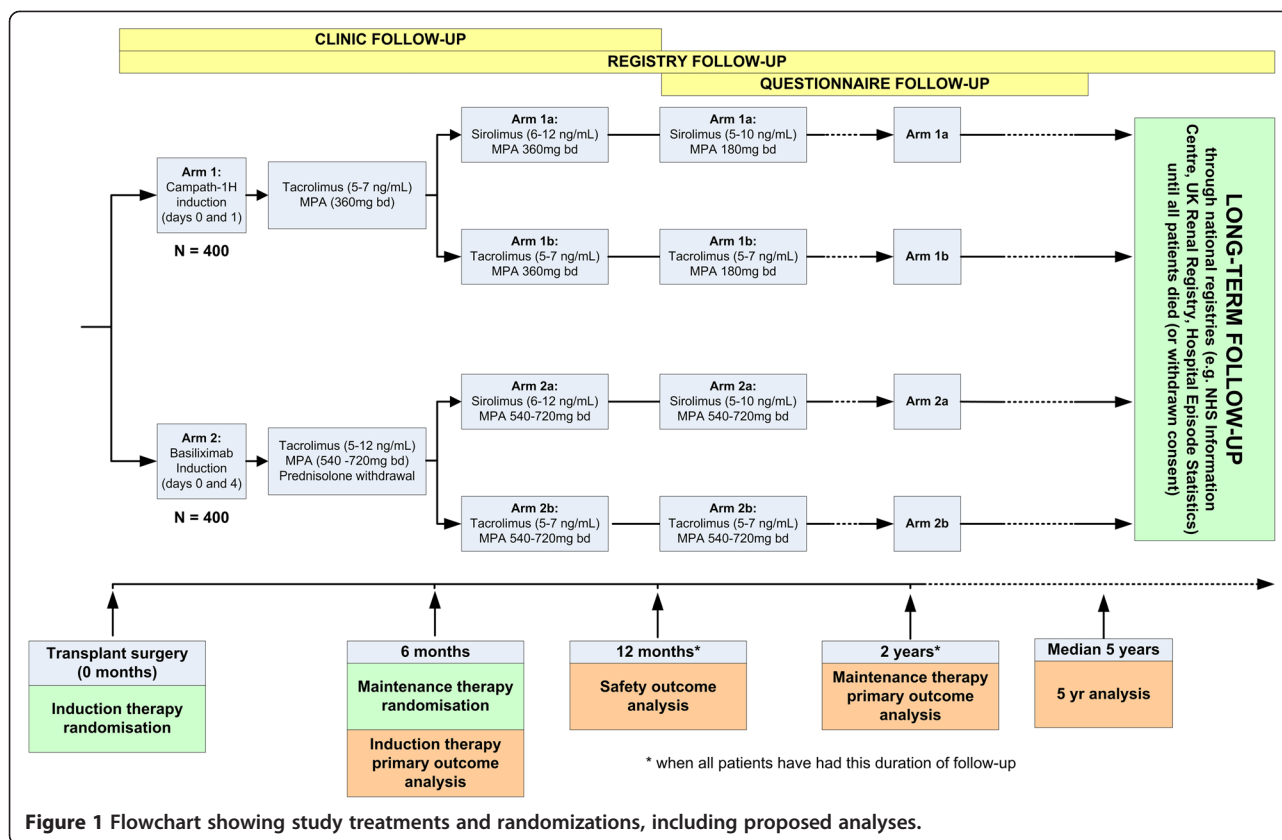 CLINIC FOLLOW-UP
REGISTRY FOLLOW-UP
QUESTIONNAIRE FOLLOW-UP
Arm 1:
Campath-1H
induction
(days 0 and 1)
N = 400
Tacrolimus (5-7 ng/mL)
MPA (360mg bd)
Arm 1a:
Sirolimus (6-12 ng/mL)
MPA 360mg bd
Arm 1a:
Sirolimus (5-10 ng/mL)
MPA 180mg bd
Arm 1a
Arm 1b:
Tacrolimus (5-7 ng/mL)
MPA 360mg bd
Arm 1b:
Tacrolimus (5-7 ng/mL)
MPA 180mg bd
Arm 1b
Arm 2:
Basiliximab
Induction
(days 0 and 4)
N = 400
Tacrolimus (5-12 ng/mL)
MPA (540 -720mg bd)
Prednisolone withdrawal
Arm 2a:
Sirolimus (6-12 ng/mL)
MPA 540-720mg bd
Arm 2a:
Sirolimus (5-10 ng/mL)
MPA 540-720mg bd
Arm 2a
Arm 2b:
Tacrolimus (5-7 ng/mL)
MPA 540-720mg bd
Arm 2b:
Tacrolimus (5-7 ng/mL)
MPA 540-720mg bd
Arm 2b
LONG-TERM FOLLOW-UP
through national registries (e.g. NHS Information
Centre, UK Renal Registry, Hospital Episode Statistics)
until all patients died (or withdrawn consent)
Transplant surgery
(0 months)
Induction therapy
randomisation
6 months
Maintenance therapy
randomisation
Induction therapy
primary outcome
analysis
12 months*
Safety outcome
analysis
2 years*
Maintenance therapy
primary outcome
analysis
Median 5 years
5 yr analysis
* when all patients have had this duration of follow-up
Figure 1 Flowchart showing study treatments and randomizations, including proposed analyses.